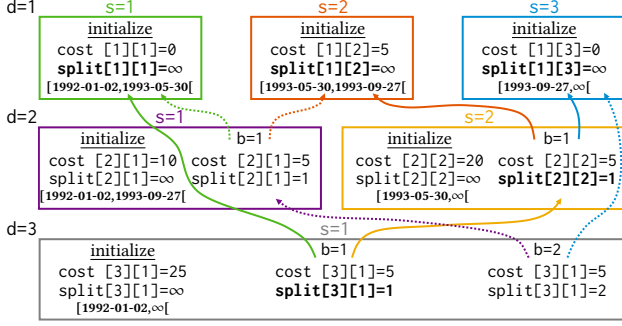 d=1 s=1 s=2 s=3
initialize initialize initialize
cost [1][1]=0 cost [1][2]=5 cost [1][3]=0
split[1][1]=∞ split[1][2]=∞ split[1][3]=∞
[1992-01-02,1993-05-30[ [1993-05-30,1993-09-27[ [1993-09-27,∞[
d=2 s=1 s=2
initialize b=1 initialize b=1
cost [2][1]=10 cost [2][1]=5 cost [2][2]=20 cost [2][2]=5
split[2][1]=∞ split[2][1]=1 split[2][2]=∞ split[2][2]=1
[1992-01-02,1993-09-27[ [1993-05-30,∞[
d=3 s=1
initialize b=1 b=2
cost [3][1]=25 cost [3][1]=5 cost [3][1]=5
split[3][1]=∞ split[3][1]=1 split[3][1]=2
[1992-01-02,∞[